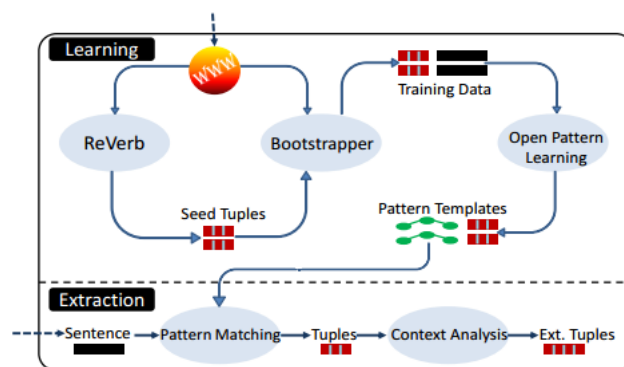 Learning
WWW
Training Data
ReVerb
Bootstrapper
Open Pattern
Learning
Seed Tuples
Pattern Templates
Extraction
Sentence
Pattern Matching
Tuples
Context Analysis
Ext. Tuples